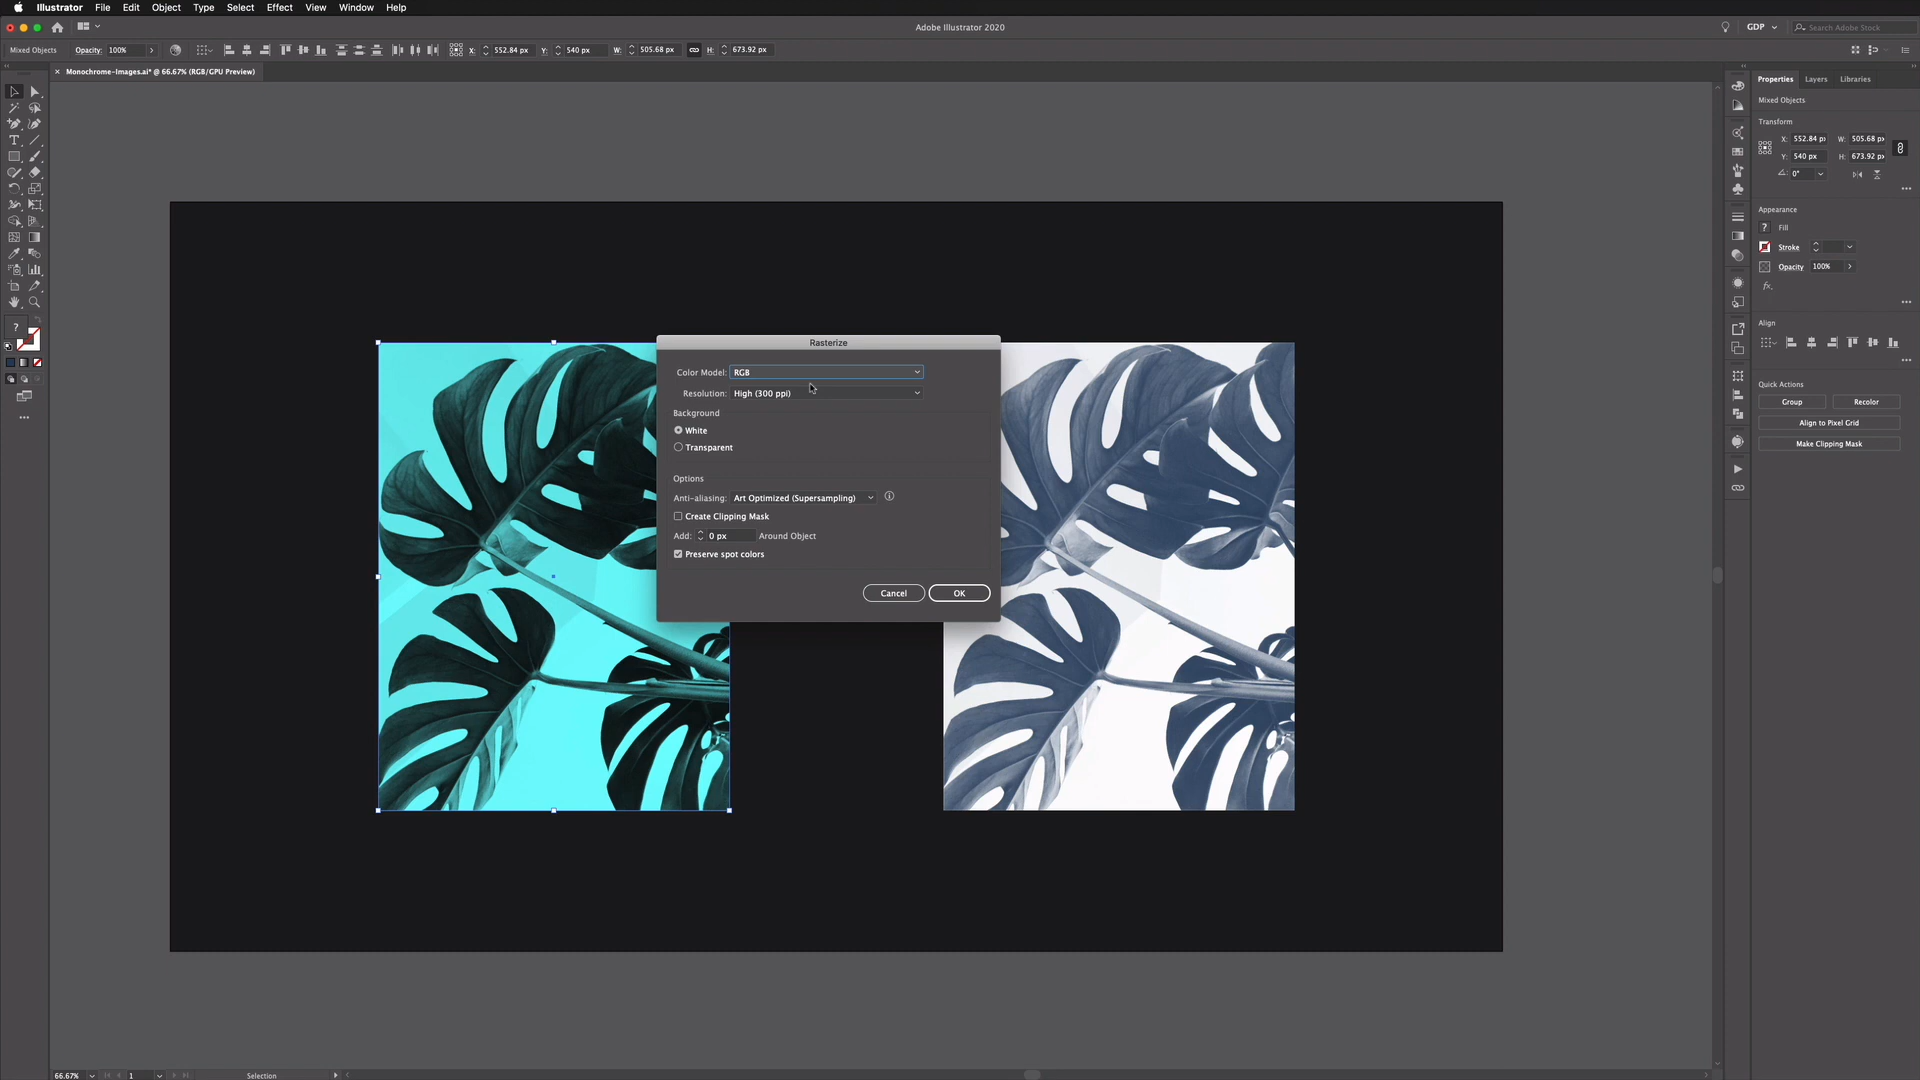 Illustrator File Edit Object Type Select Effect View Window Help
Adobe Illustrator 2020
GDP
Search Adobe Stock
Mixed Objects Opacity: 100% X: 552.84 px Y: 540 px W: 505.68 px H: 673.92 px
× Monochrome-Images.ai* @ 66.67% (RGB/GPU Preview)
Properties Layers Libraries
Mixed Objects
Transform
X: 552.84 px W: 505.68 px
Y: 540 px H: 673.92 px
0°
Appearance
? Fill
Stroke
Opacity 100%
fx.
Align
Quick Actions
Group Recolor
Align to Pixel Grid
Make Clipping Mask
?
Rasterize
Color Model: RGB
Resolution: High (300 ppi)
Background
White
Transparent
Options
Anti-aliasing: Art Optimized (Supersampling)
Create Clipping Mask
Add: 0 px Around Object
Preserve spot colors
Cancel OK
66.67% 1 Selection